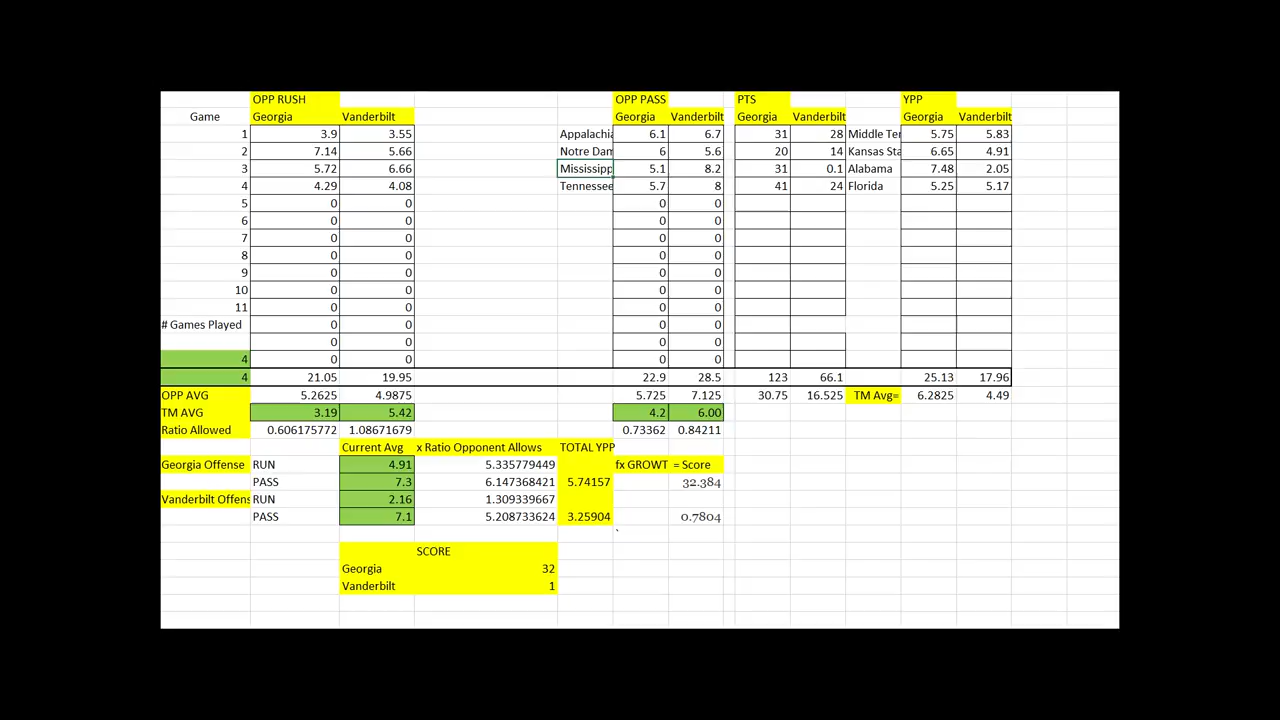 OPP RUSH OPP PASS PTS YPP
Game Georgia Vanderbilt Georgia Vanderbilt Georgia Vanderbilt Georgia Vanderbilt
1 3.9 3.55 Appalachia 6.1 6.7 31 28 Middle Ter 5.75 5.83
2 7.14 5.66 Notre Dam 6 5.6 20 14 Kansas Sta 6.65 4.91
3 5.72 6.66 Mississipp 5.1 8.2 31 0.1 Alabama 7.48 2.05
4 4.29 4.08 Tennessee 5.7 8 41 24 Florida 5.25 5.17
5 0 0 0 0
6 0 0 0 0
7 0 0 0 0
8 0 0 0 0
9 0 0 0 0
10 0 0 0 0
11 0 0 0 0
# Games Played 0 0 0 0
0 0 0 0
4 0 0 0 0
4 21.05 19.95 22.9 28.5 123 66.1 25.13 17.96
OPP AVG 5.2625 4.9875 5.725 7.125 30.75 16.525 TM Avg= 6.2825 4.49
TM AVG 3.19 5.42 4.2 6.00
Ratio Allowed 0.606175772 1.08671679 0.73362 0.84211
Current Avg x Ratio Opponent Allows TOTAL YPP
Georgia Offense RUN 4.91 5.335779449 fx GROWT = Score
PASS 7.3 6.147368421 5.74157 32.384
Vanderbilt Offens RUN 2.16 1.309339667
PASS 7.1 5.208733624 3.25904 0.7804
`
SCORE
Georgia 32
Vanderbilt 1